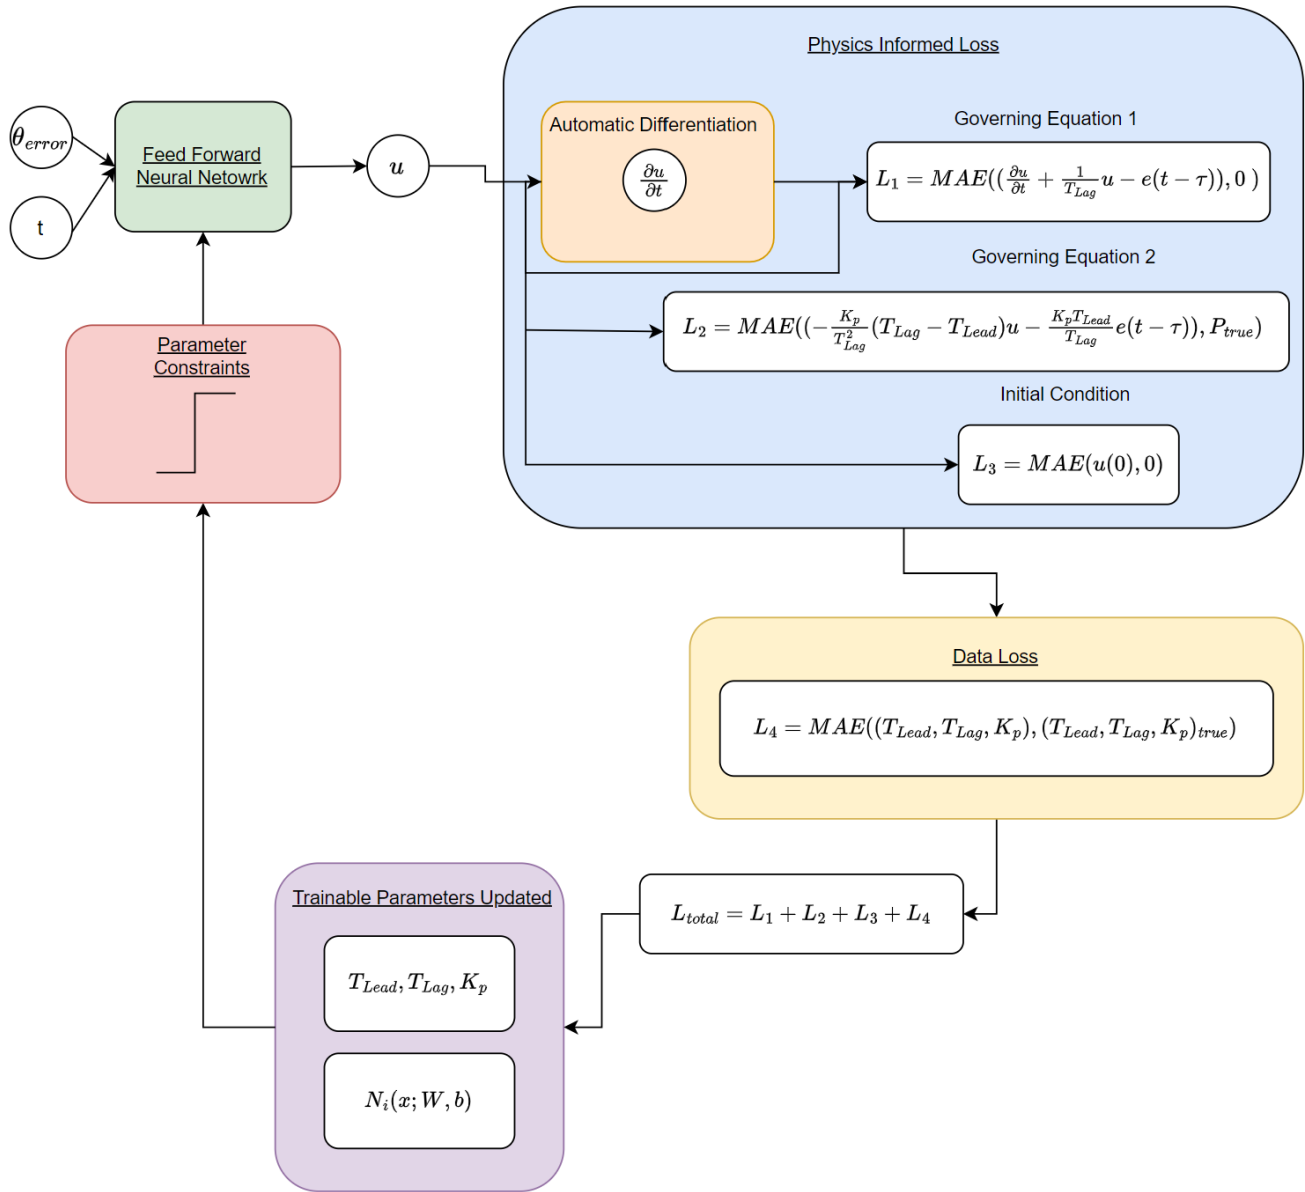 Physics Informed Loss
θ_error
t
Feed Forward
Neural Netowrk
u
Automatic Differentiation
∂u/∂t
Governing Equation 1
L_1 = MAE((∂u/∂t + 1/T_Lag u − e(t − τ)), 0 )
Governing Equation 2
L_2 = MAE((−K_p/T_Lag^2 (T_Lag − T_Lead)u − K_pT_Lead/T_Lag e(t − τ)), P_true)
Initial Condition
L_3 = MAE(u(0), 0)
Parameter
Constraints
Data Loss
L_4 = MAE((T_Lead, T_Lag, K_p), (T_Lead, T_Lag, K_p)_true)
L_total = L_1 + L_2 + L_3 + L_4
Trainable Parameters Updated
T_Lead, T_Lag, K_p
N_i(x; W, b)